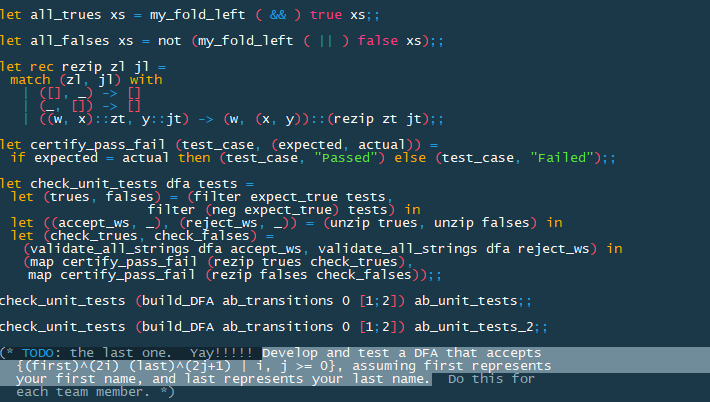 let all_trues xs = my_fold_left ( && ) true xs;;
let all_falses xs = not (my_fold_left ( || ) false xs);;
let rec rezip zl jl =
match (zl, jl) with
| ([], _) -> []
| (_, []) -> []
| ((w, x)::zt, y::jt) -> (w, (x, y))::(rezip zt jt);;
let certify_pass_fail (test_case, (expected, actual)) =
if expected = actual then (test_case, "Passed") else (test_case, "Failed");;
let check_unit_tests dfa tests =
let (trues, falses) = (filter expect_true tests,
filter (neg expect_true) tests) in
let ((accept_ws, _), (reject_ws, _)) = (unzip trues, unzip falses) in
let (check_trues, check_falses) =
(validate_all_strings dfa accept_ws, validate_all_strings dfa reject_ws) in
(map certify_pass_fail (rezip trues check_trues),
map certify_pass_fail (rezip falses check_falses));;
check_unit_tests (build_DFA ab_transitions 0 [1;2]) ab_unit_tests;;
check_unit_tests (build_DFA ab_transitions 0 [1;2]) ab_unit_tests_2;;
(* TODO: the last one. Yay!!!!! Develop and test a DFA that accepts
{(first)^(2i) (last)^(2j+1) | i, j >= 0}, assuming first represents
your first name, and last represents your last name. Do this for
each team member. *)